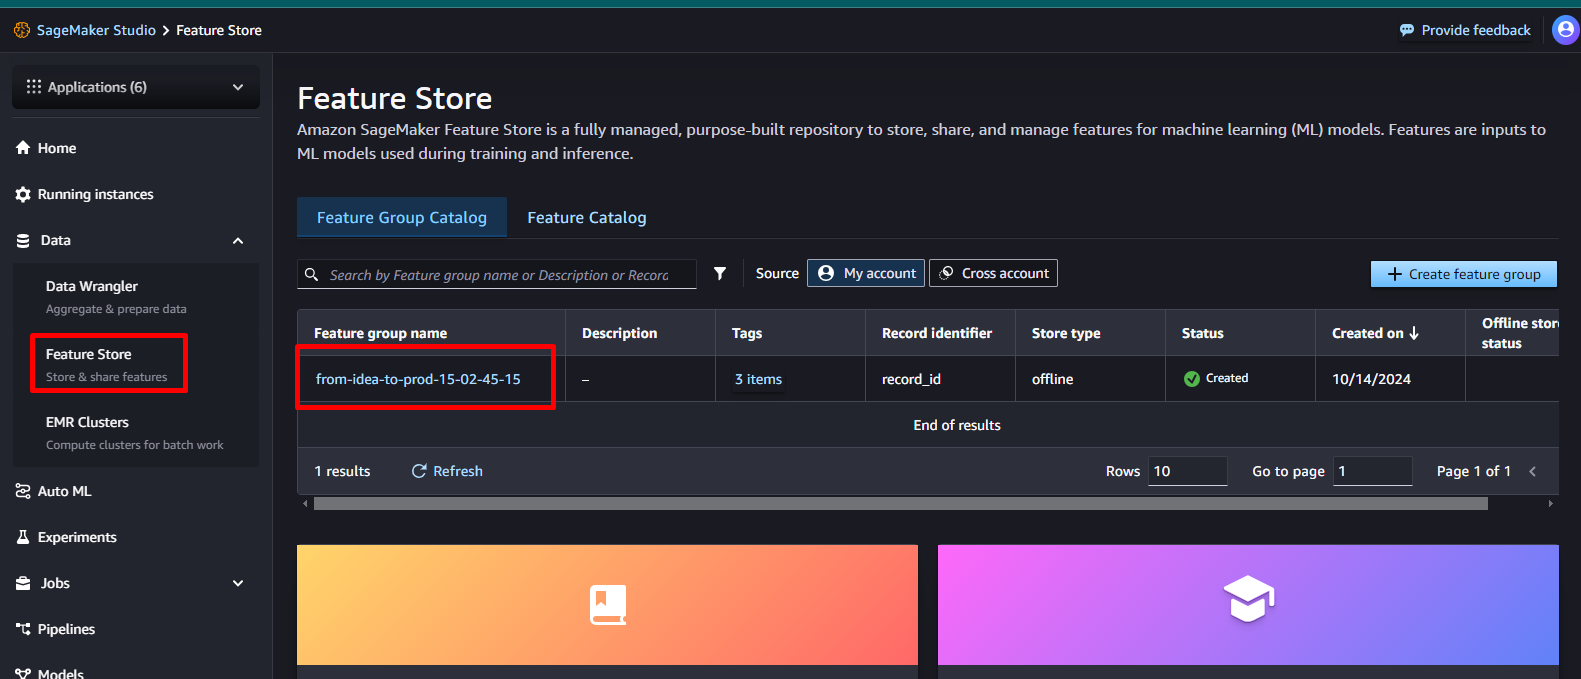 SageMaker Studio > Feature Store
Provide feedback
Applications (6)
Home
Running instances
Data
Data Wrangler
Aggregate & prepare data
Feature Store
Store & share features
EMR Clusters
Compute clusters for batch work
Auto ML
Experiments
Jobs
Pipelines
Models
Feature Store
Amazon SageMaker Feature Store is a fully managed, purpose-built repository to store, share, and manage features for machine learning (ML) models. Features are inputs to
ML models used during training and inference.
Feature Group Catalog Feature Catalog
Search by Feature group name or Description or Record
Source My account Cross account
+ Create feature group
Feature group name Description Tags Record identifier Store type Status Created on ↓ Offline store
status
from-idea-to-prod-15-02-45-15 – 3 items record_id offline Created 10/14/2024
End of results
1 results Refresh Rows 10 Go to page 1 Page 1 of 1 <